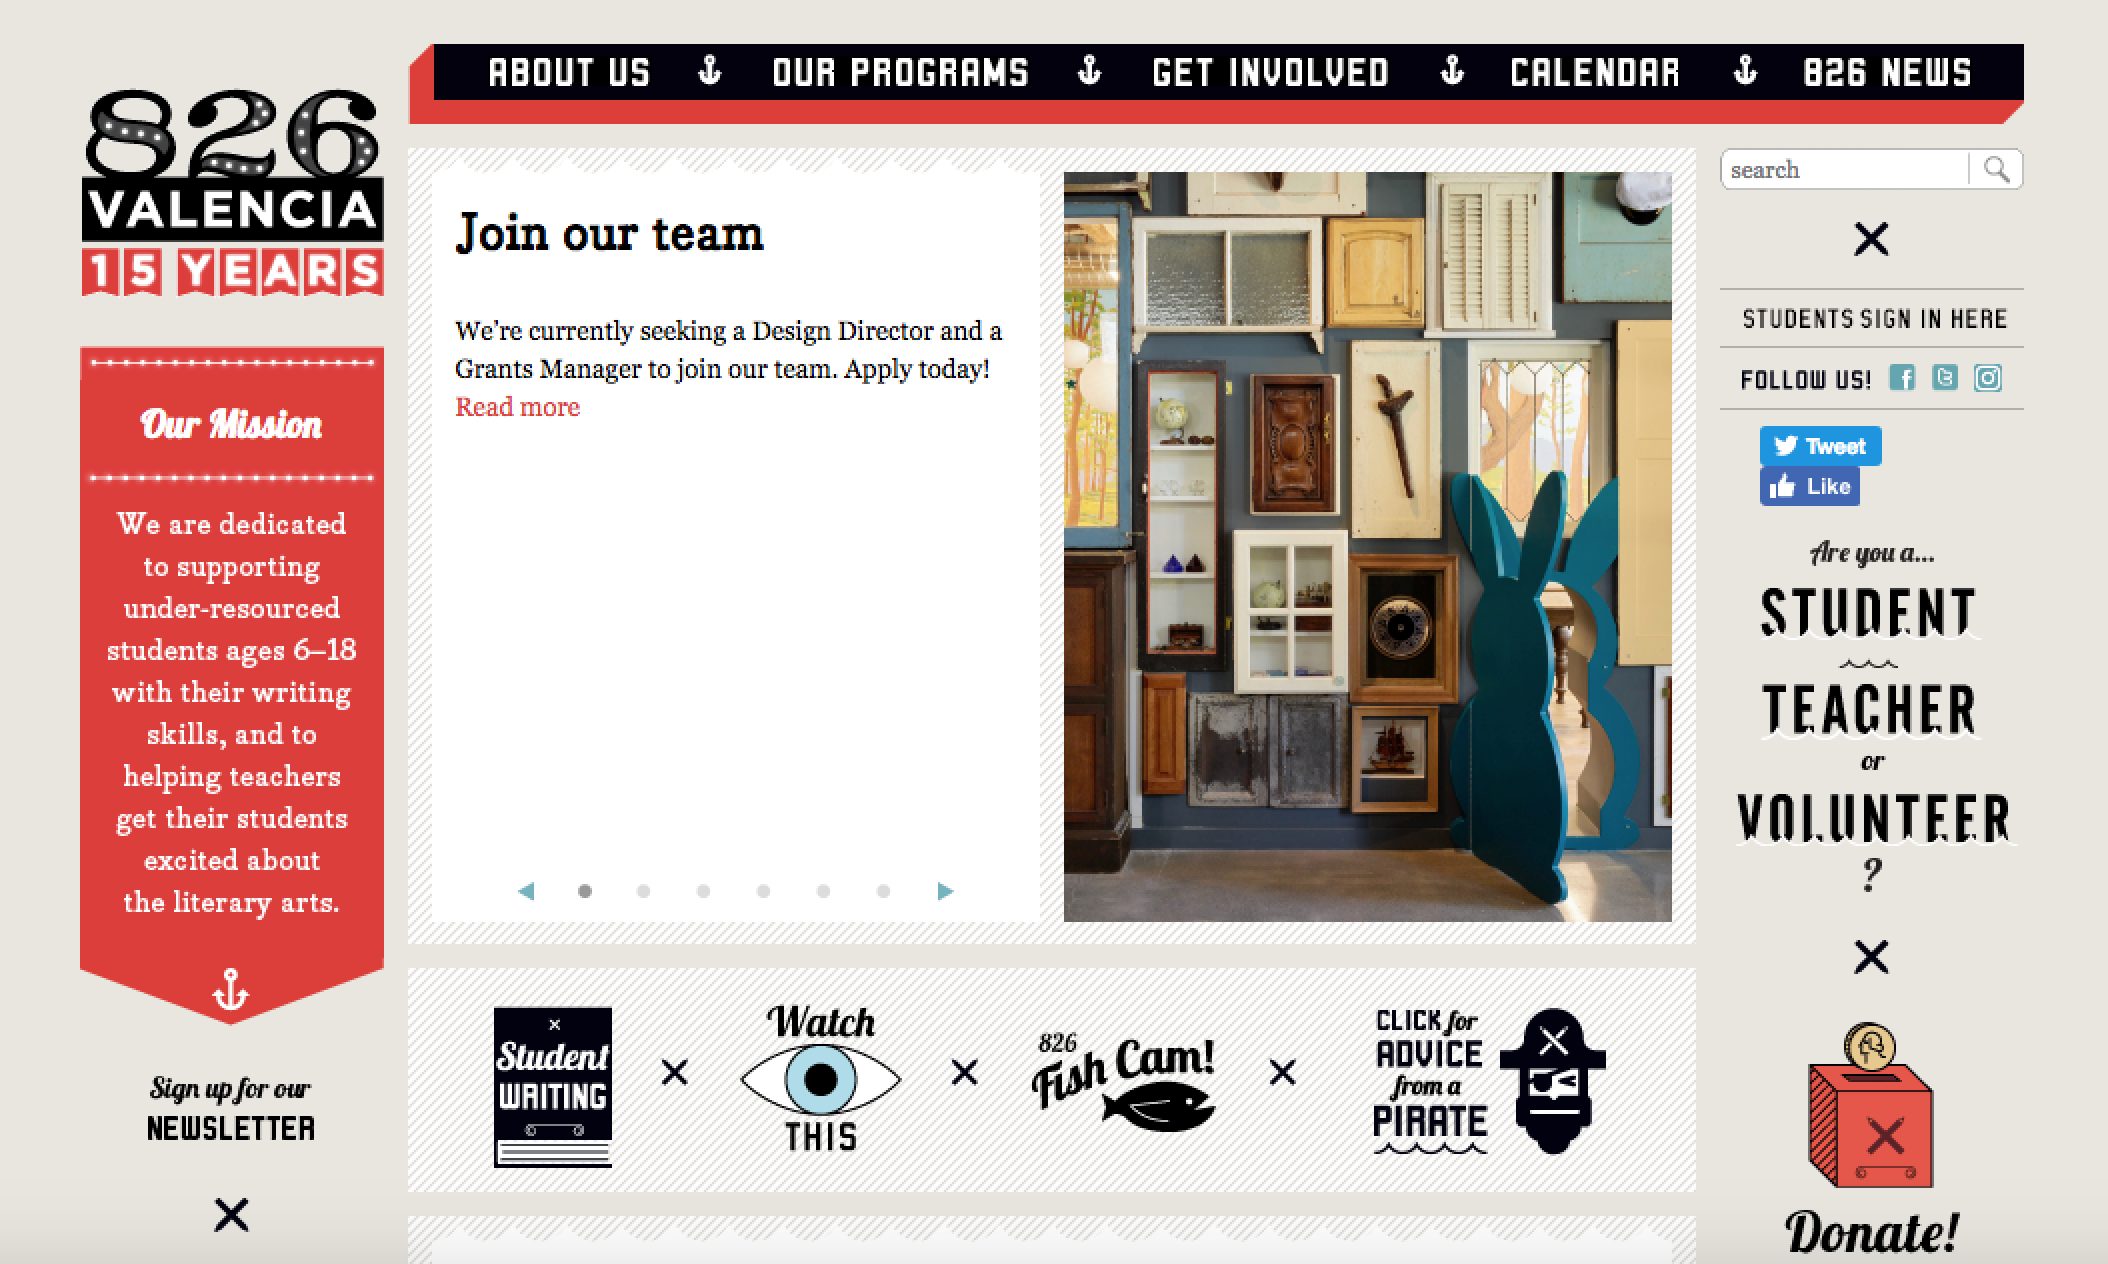 826
VALENCIA
15 YEARS
ABOUT US
OUR PROGRAMS
GET INVOLVED
CALENDAR
826 NEWS
Our Mission
We are dedicated
to supporting
under-resourced
students ages 6–18
with their writing
skills, and to
helping teachers
get their students
excited about
the literary arts.
Sign up for our
NEWSLETTER
Join our team
We're currently seeking a Design Director and a
Grants Manager to join our team. Apply today!
Read more
Student
WRITING
Watch
THIS
826
Fish Cam!
CLICK for
ADVICE
from a
PIRATE
search
STUDENTS SIGN IN HERE
FOLLOW US!
Tweet
Like
Are you a...
STUDENT
TEACHER
or
VOLUNTEER
?
Donate!